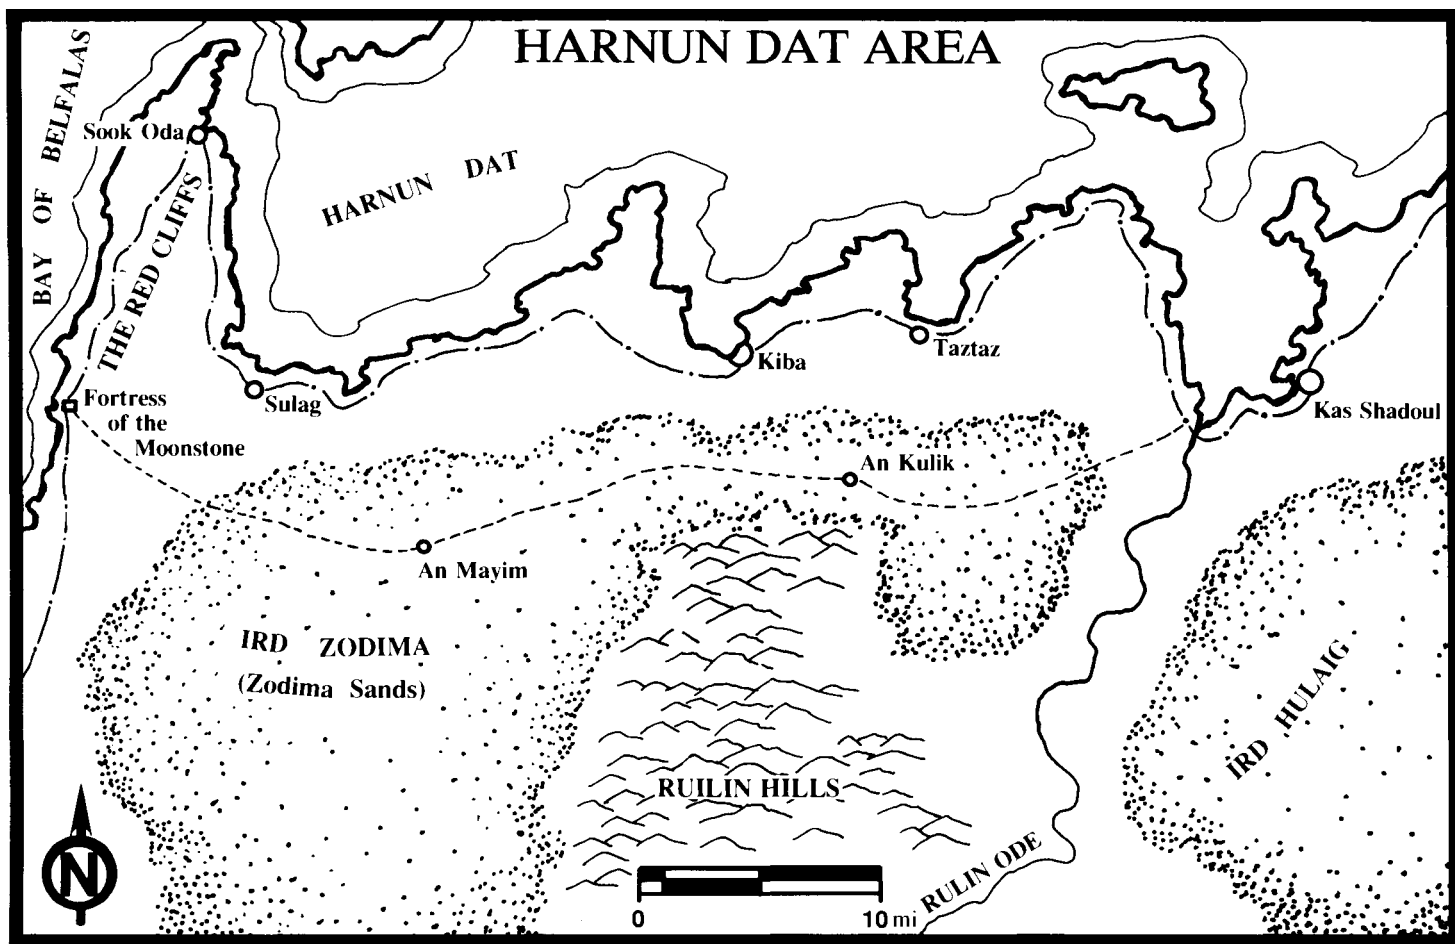 HARNUN DAT AREA
BAY OF BELFALAS
Sook Oda
HARNUN DAT
THE RED CLIFFS
Kiba
Taztaz
Sulag
Fortress
of the
Moonstone
Kas Shadoul
An Kulik
An Mayim
IRD ZODIMA
(Zodima Sands)
IRD HULAIG
RUILIN HILLS
RULIN ODE
N
0 10 mi